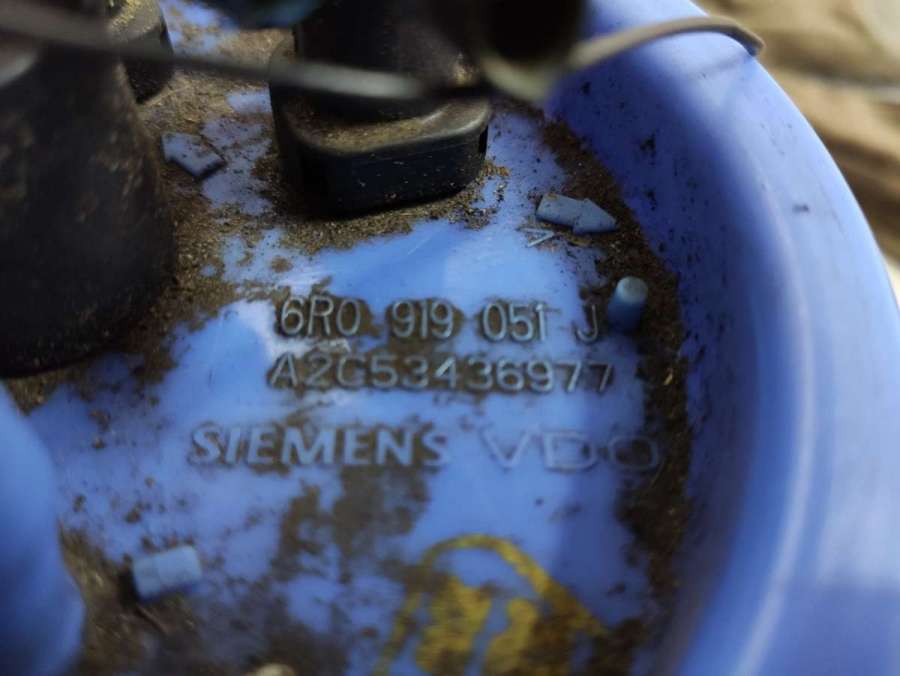 6R0 919 051 J
A2C53436977
SIEMENS VDO